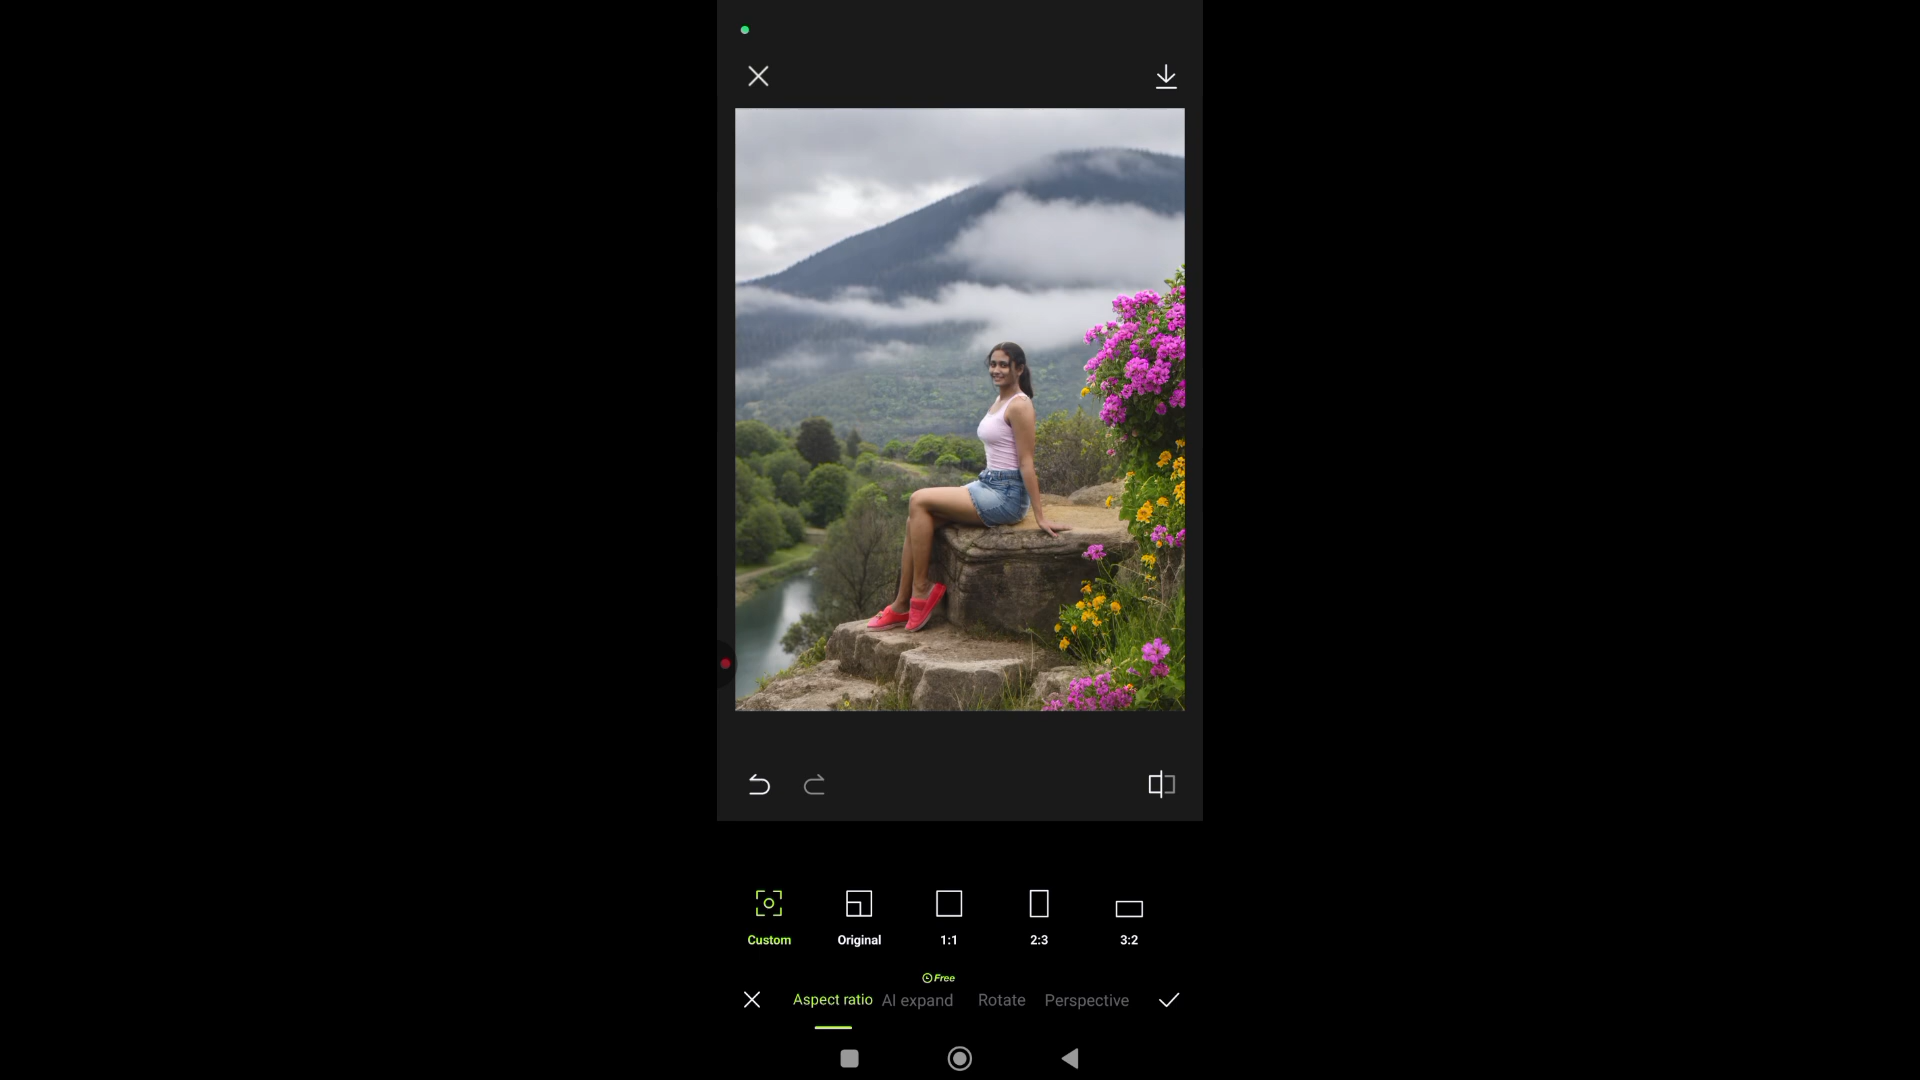 Custom Original 1:1 2:3 3:2
Free
Aspect ratio AI expand Rotate Perspective